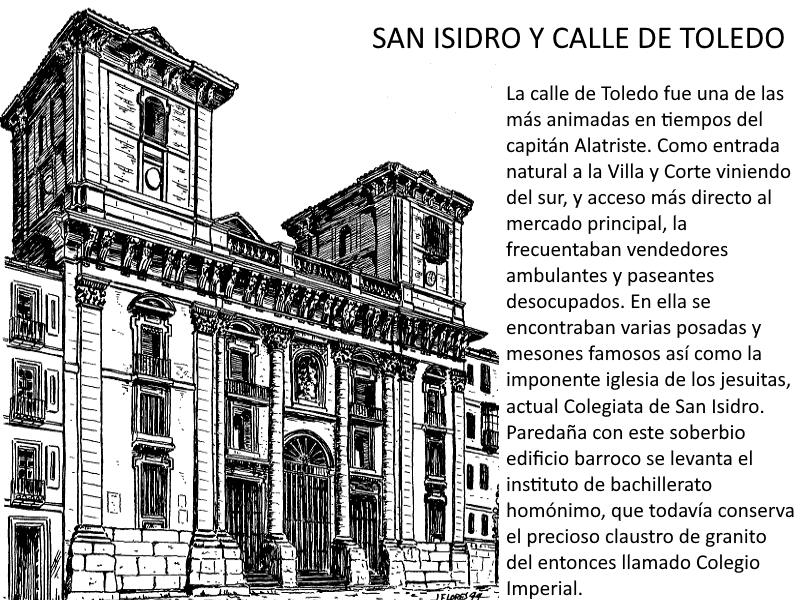 SAN ISIDRO Y CALLE DE TOLEDO
La calle de Toledo fue una de las
más animadas en tiempos del
capitán Alatriste. Como entrada
natural a la Villa y Corte viniendo
del sur, y acceso más directo al
mercado principal, la
frecuentaban vendedores
ambulantes y paseantes
desocupados. En ella se
encontraban varias posadas y
mesones famosos así como la
imponente iglesia de los jesuitas,
actual Colegiata de San Isidro.
Paredaña con este soberbio
edificio barroco se levanta el
instituto de bachillerato
homónimo, que todavía conserva
el precioso claustro de granito
del entonces llamado Colegio
Imperial.
J.FLORES 94